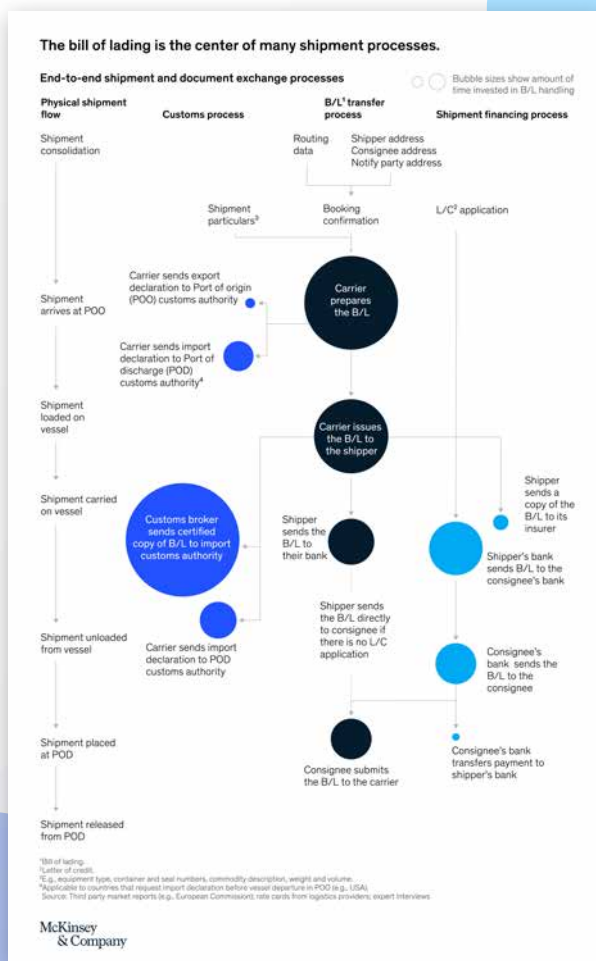 The bill of lading is the center of many shipment processes.
End-to-end shipment and document exchange processes
Bubble sizes show amount of
time invested in B/L handling
Physical shipment
flow
Customs process
B/L¹ transfer
process
Shipment financing process
Shipment
consolidation
Routing
data
Shipper address
Consignee address
Notify party address
Shipment
particulars³
Booking
confirmation
L/C² application
Carrier sends export
declaration to Port of origin
(POO) customs authority
Carrier
prepares
the B/L
Shipment
arrives at POO
Carrier sends import
declaration to Port of
discharge (POD)
customs authority⁴
Shipment
loaded on
vessel
Carrier issues
the B/L to
the shipper
Shipment carried
on vessel
Customs broker
sends certified
copy of B/L to import
customs authority
Shipper
sends the
B/L to
their bank
Shipper
sends a
copy of the
B/L to its
insurer
Shipper's bank
sends B/L to the
consignee's bank
Shipper sends
the B/L directly
to consignee if
there is no L/C
application
Shipment unloaded
from vessel
Carrier sends import
declaration to POD
customs authority
Consignee's
bank sends the
B/L to the
consignee
Shipment placed
at POD
Consignee submits
the B/L to the carrier
Consignee's bank
transfers payment to
shipper's bank
Shipment released
from POD
¹Bill of lading.
²Letter of credit.
³E.g., equipment type, container and seal numbers, commodity description, weight and volume.
⁴Applicable to countries that request import declaration before vessel departure in POO (e.g., USA).
Source: Third party market reports (e.g., European Commission); rate cards from logistics providers; expert interviews
McKinsey
& Company